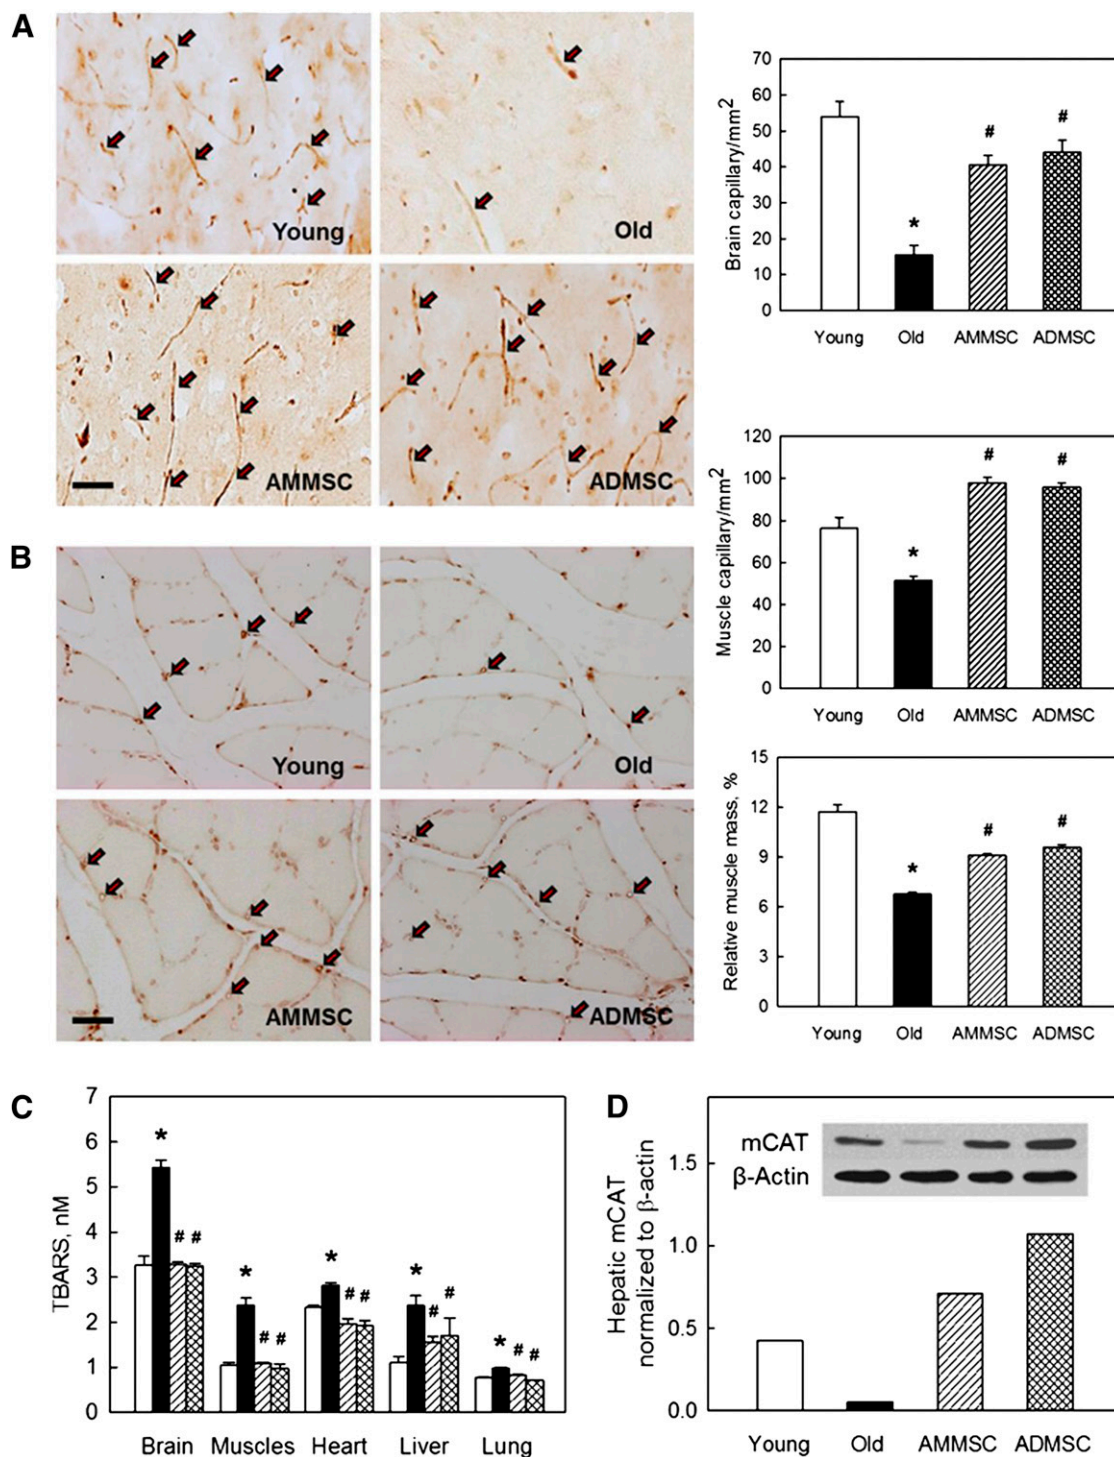 A
Young
Old
AMMSC
ADMSC
Brain capillary/mm2
70
60
50
40
30
20
10
0
Young Old AMMSC ADMSC
*
#
#
B
Young
Old
AMMSC
ADMSC
Muscle capillary/mm2
120
100
80
60
40
20
0
Young Old AMMSC ADMSC
*
#
#
Relative muscle mass, %
15
12
9
6
3
0
Young Old AMMSC ADMSC
*
#
#
C
TBARS, nM
7
6
5
4
3
2
1
0
* # #
* # #
* # #
* # #
* # #
Brain Muscles Heart Liver Lung
D
Hepatic mCAT
normalized to β-actin
mCAT
β-Actin
1.5
1.0
0.5
0.0
Young Old AMMSC ADMSC